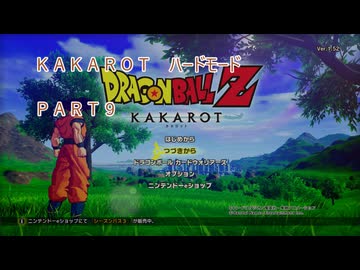 Ver.1.52
ＫＡＫＡＲＯＴ　ハードモード
DRAGONBALL Z
KAKAROT
ＰＡＲＴ９
はじめから
つづきから
ドラゴンボール カードウォリアーズ
オプション
ニンテンドーeショップ
ニンテンドーeショップにて「シーズンパス3」が販売中。